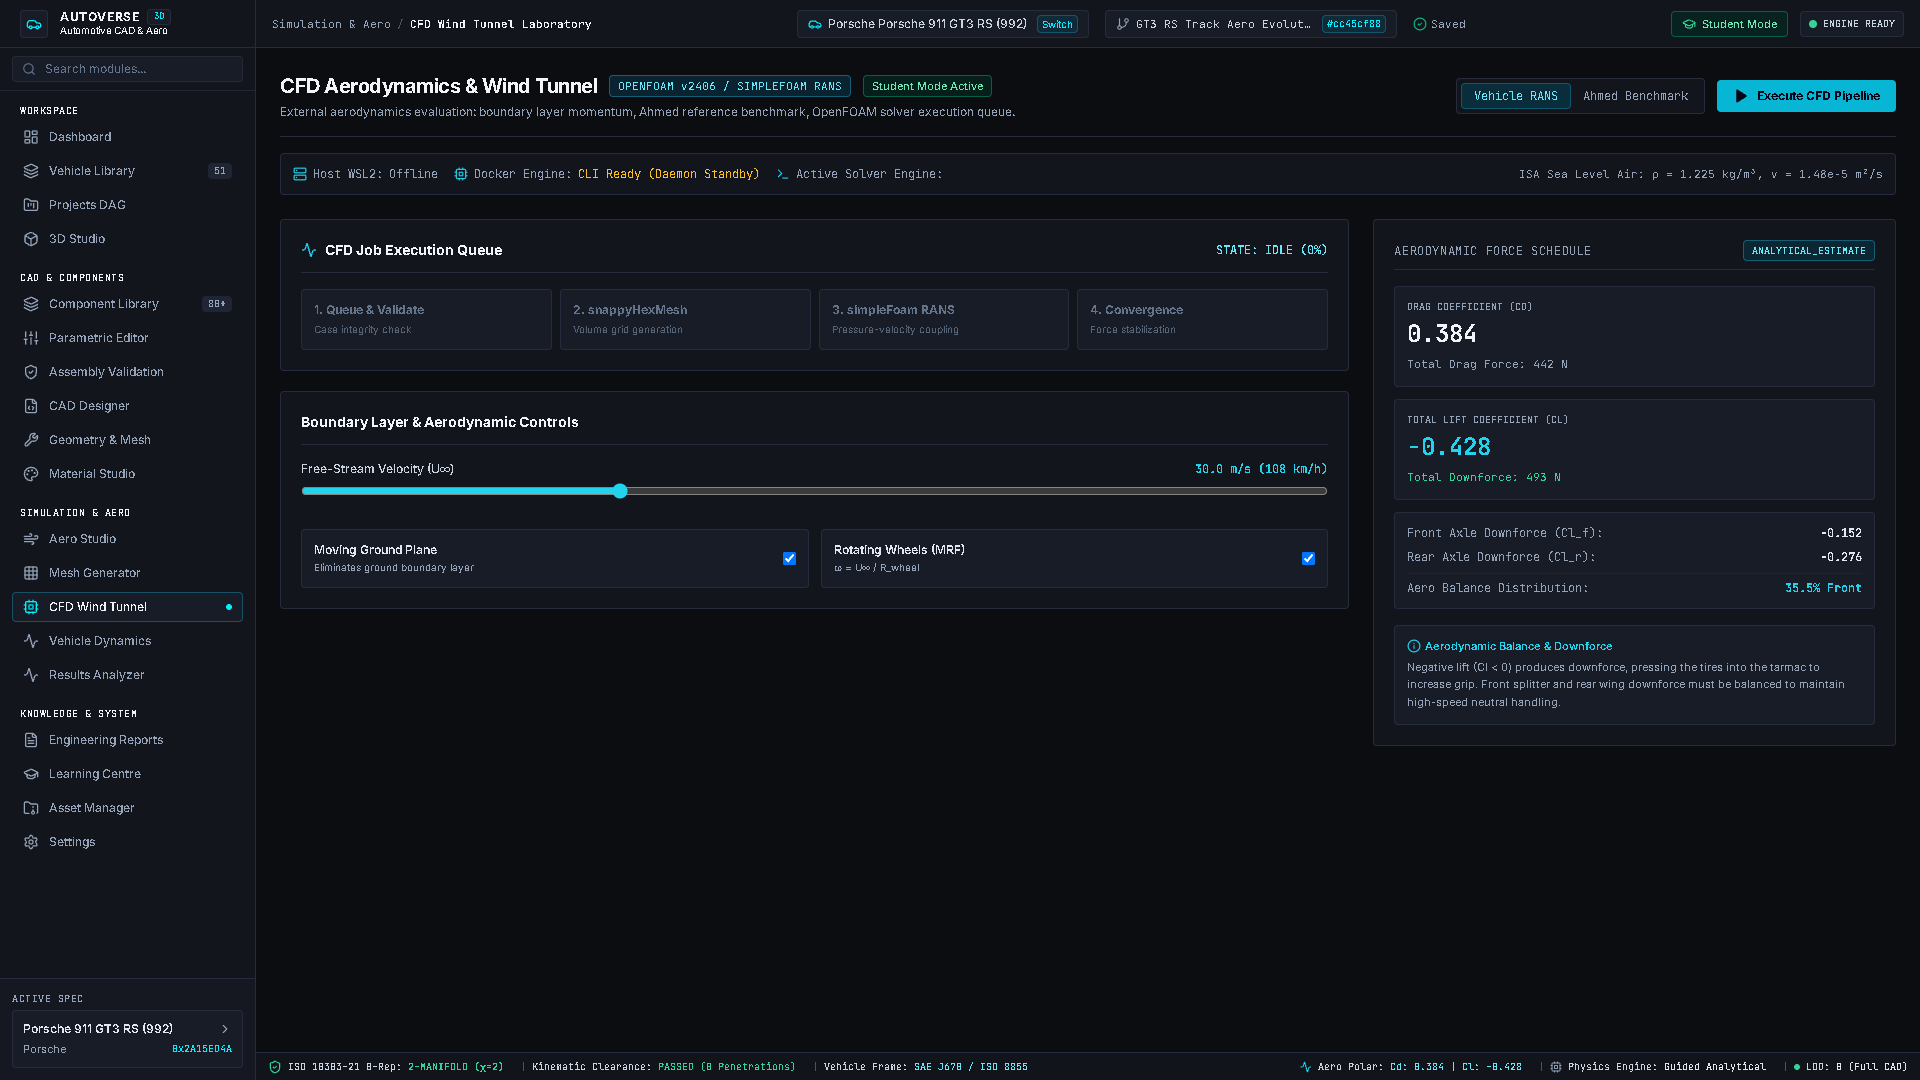 AUTOVERSE 3D
Automotive CAD & Aero
Search modules...
WORKSPACE
Dashboard
Vehicle Library 51
Projects DAG
3D Studio
CAD & COMPONENTS
Component Library 80+
Parametric Editor
Assembly Validation
CAD Designer
Geometry & Mesh
Material Studio
SIMULATION & AERO
Aero Studio
Mesh Generator
CFD Wind Tunnel
Vehicle Dynamics
Results Analyzer
KNOWLEDGE & SYSTEM
Engineering Reports
Learning Centre
Asset Manager
Settings
ACTIVE SPEC
Porsche 911 GT3 RS (992)
Porsche 0x2A15E04A
Simulation & Aero / CFD Wind Tunnel Laboratory
Porsche Porsche 911 GT3 RS (992) Switch
GT3 RS Track Aero Evolut… #cc45cf88
Saved
Student Mode
ENGINE READY
CFD Aerodynamics & Wind Tunnel OPENFOAM v2406 / SIMPLEFOAM RANS Student Mode Active
External aerodynamics evaluation: boundary layer momentum, Ahmed reference benchmark, OpenFOAM solver execution queue.
Vehicle RANS Ahmed Benchmark Execute CFD Pipeline
Host WSL2: Offline Docker Engine: CLI Ready (Daemon Standby) Active Solver Engine:
ISA Sea Level Air: ρ = 1.225 kg/m³, ν = 1.48e-5 m²/s
CFD Job Execution Queue STATE: IDLE (0%)
1. Queue & Validate
Case integrity check
2. snappyHexMesh
Volume grid generation
3. simpleFoam RANS
Pressure-velocity coupling
4. Convergence
Force stabilization
Boundary Layer & Aerodynamic Controls
Free-Stream Velocity (U∞) 30.0 m/s (108 km/h)
Moving Ground Plane
Eliminates ground boundary layer
Rotating Wheels (MRF)
ω = U∞ / R_wheel
AERODYNAMIC FORCE SCHEDULE ANALYTICAL_ESTIMATE
DRAG COEFFICIENT (CD)
0.384
Total Drag Force: 442 N
TOTAL LIFT COEFFICIENT (CL)
-0.428
Total Downforce: 493 N
Front Axle Downforce (Cl_f): -0.152
Rear Axle Downforce (Cl_r): -0.276
Aero Balance Distribution: 35.5% Front
Aerodynamic Balance & Downforce
Negative lift (Cl < 0) produces downforce, pressing the tires into the tarmac to
increase grip. Front splitter and rear wing downforce must be balanced to maintain
high-speed neutral handling.
ISO 10303-21 B-Rep: 2-MANIFOLD (χ=2) | Kinematic Clearance: PASSED (0 Penetrations) | Vehicle Frame: SAE J670 / ISO 8855
Aero Polar: Cd: 0.384 | Cl: -0.428 | Physics Engine: Guided Analytical | LOD: 0 (Full CAD)